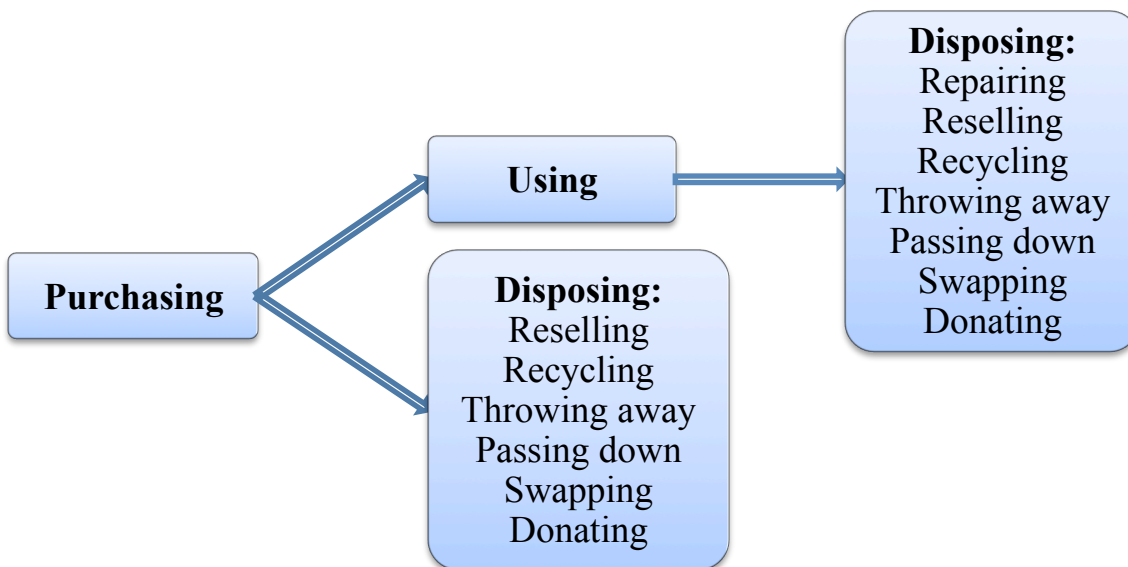 Purchasing
Using
Disposing:
Reselling
Recycling
Throwing away
Passing down
Swapping
Donating
Disposing:
Repairing
Reselling
Recycling
Throwing away
Passing down
Swapping
Donating